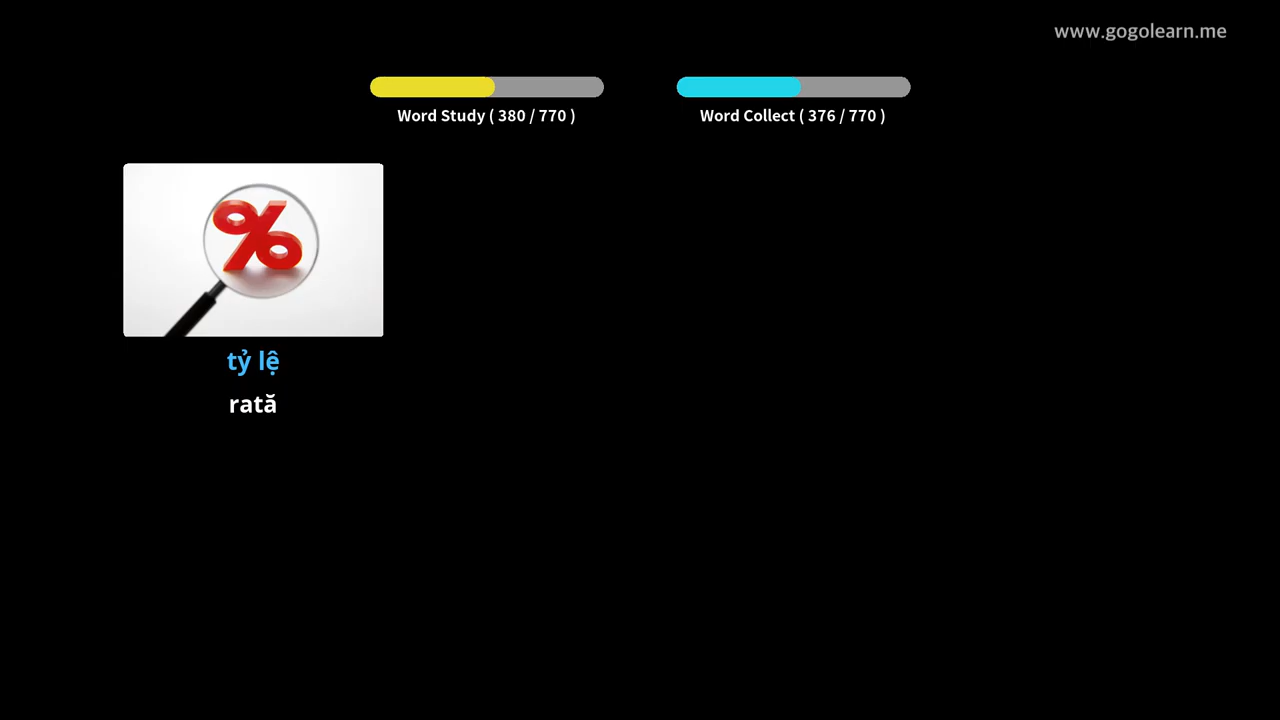 www.gogolearn.me
Word Study ( 380 / 770 )
Word Collect ( 376 / 770 )
%
tỷ lệ
rată